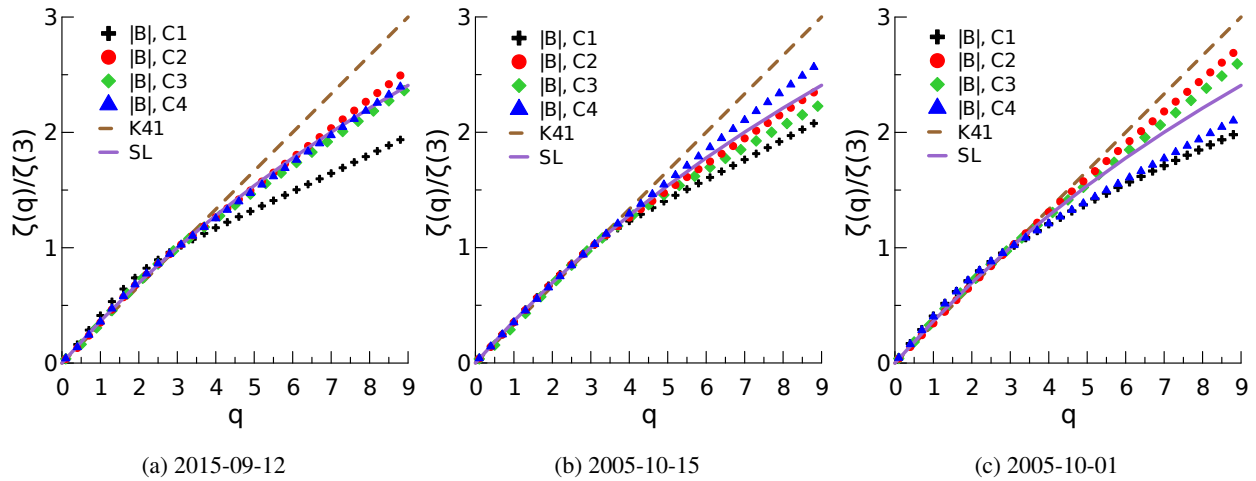 3
2
1
0
ζ(q)/ζ(3)
|B|, C1
|B|, C2
|B|, C3
|B|, C4
K41
SL
0 1 2 3 4 5 6 7 8 9
q
(a) 2015-09-12
3
2
1
0
ζ(q)/ζ(3)
|B|, C1
|B|, C2
|B|, C3
|B|, C4
K41
SL
0 1 2 3 4 5 6 7 8 9
q
(b) 2005-10-15
3
2
1
0
ζ(q)/ζ(3)
|B|, C1
|B|, C2
|B|, C3
|B|, C4
K41
SL
0 1 2 3 4 5 6 7 8 9
q
(c) 2005-10-01